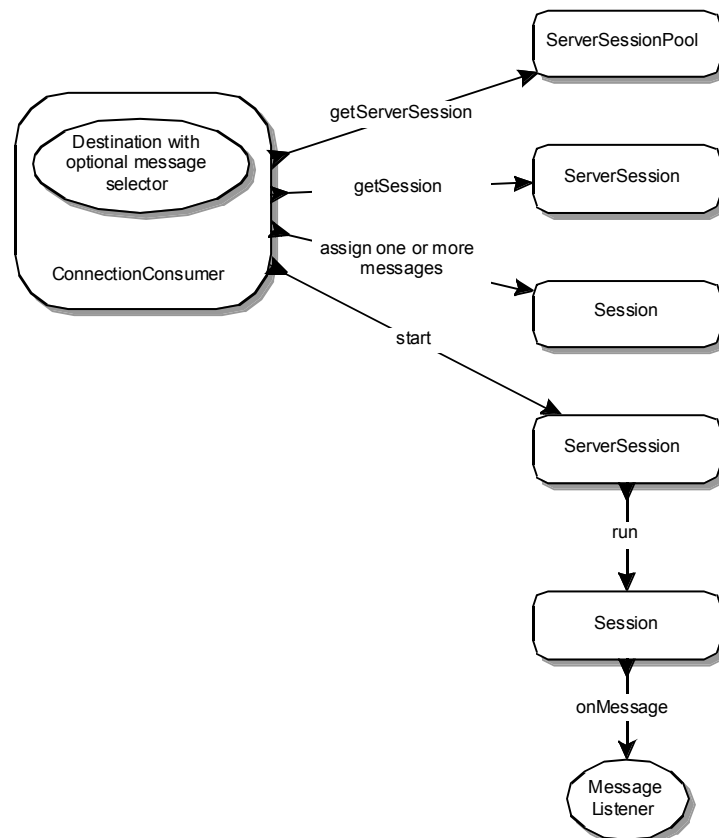 ServerSessionPool
getServerSession
Destination with
optional message
selector
ServerSession
getSession
assign one or more
messages
ConnectionConsumer
Session
start
ServerSession
run
Session
onMessage
Message
Listener